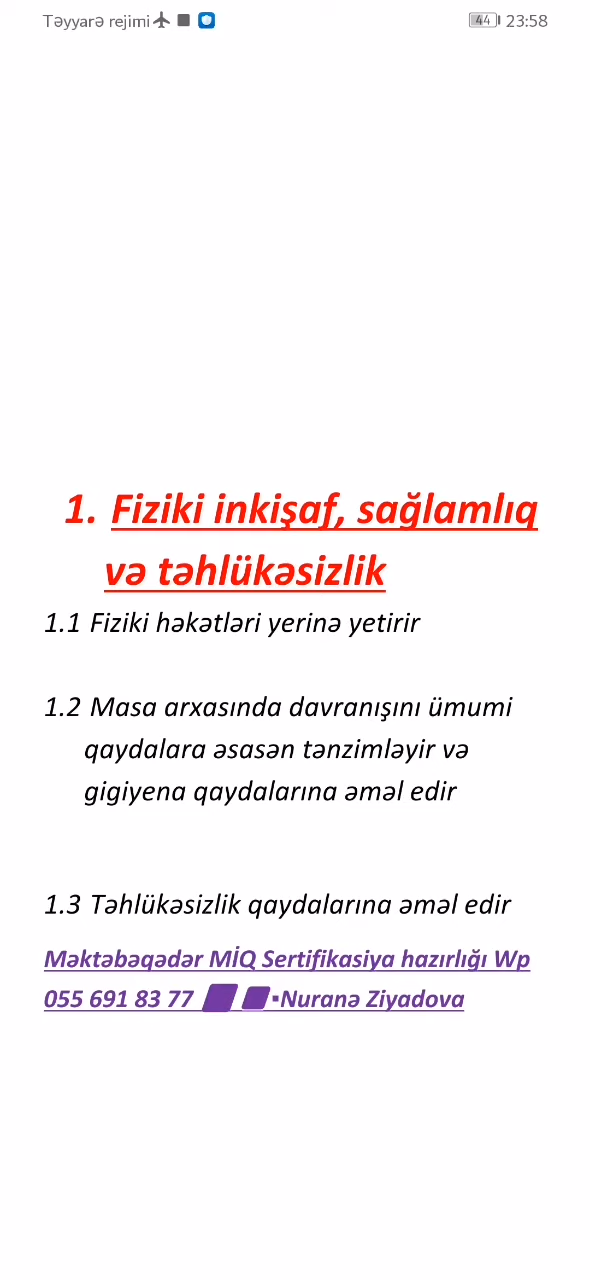 Təyyarə rejimi 44 23:58
1. Fiziki inkişaf, sağlamlıq
və təhlükəsizlik
1.1 Fiziki həkətləri yerinə yetirir
1.2 Masa arxasında davranışını ümumi
qaydalara əsasən tənzimləyir və
gigiyena qaydalarına əməl edir
1.3 Təhlükəsizlik qaydalarına əməl edir
Məktəbəqədər MİQ Sertifikasiya hazırlığı Wp
055 691 83 77 ▪Nuranə Ziyadova